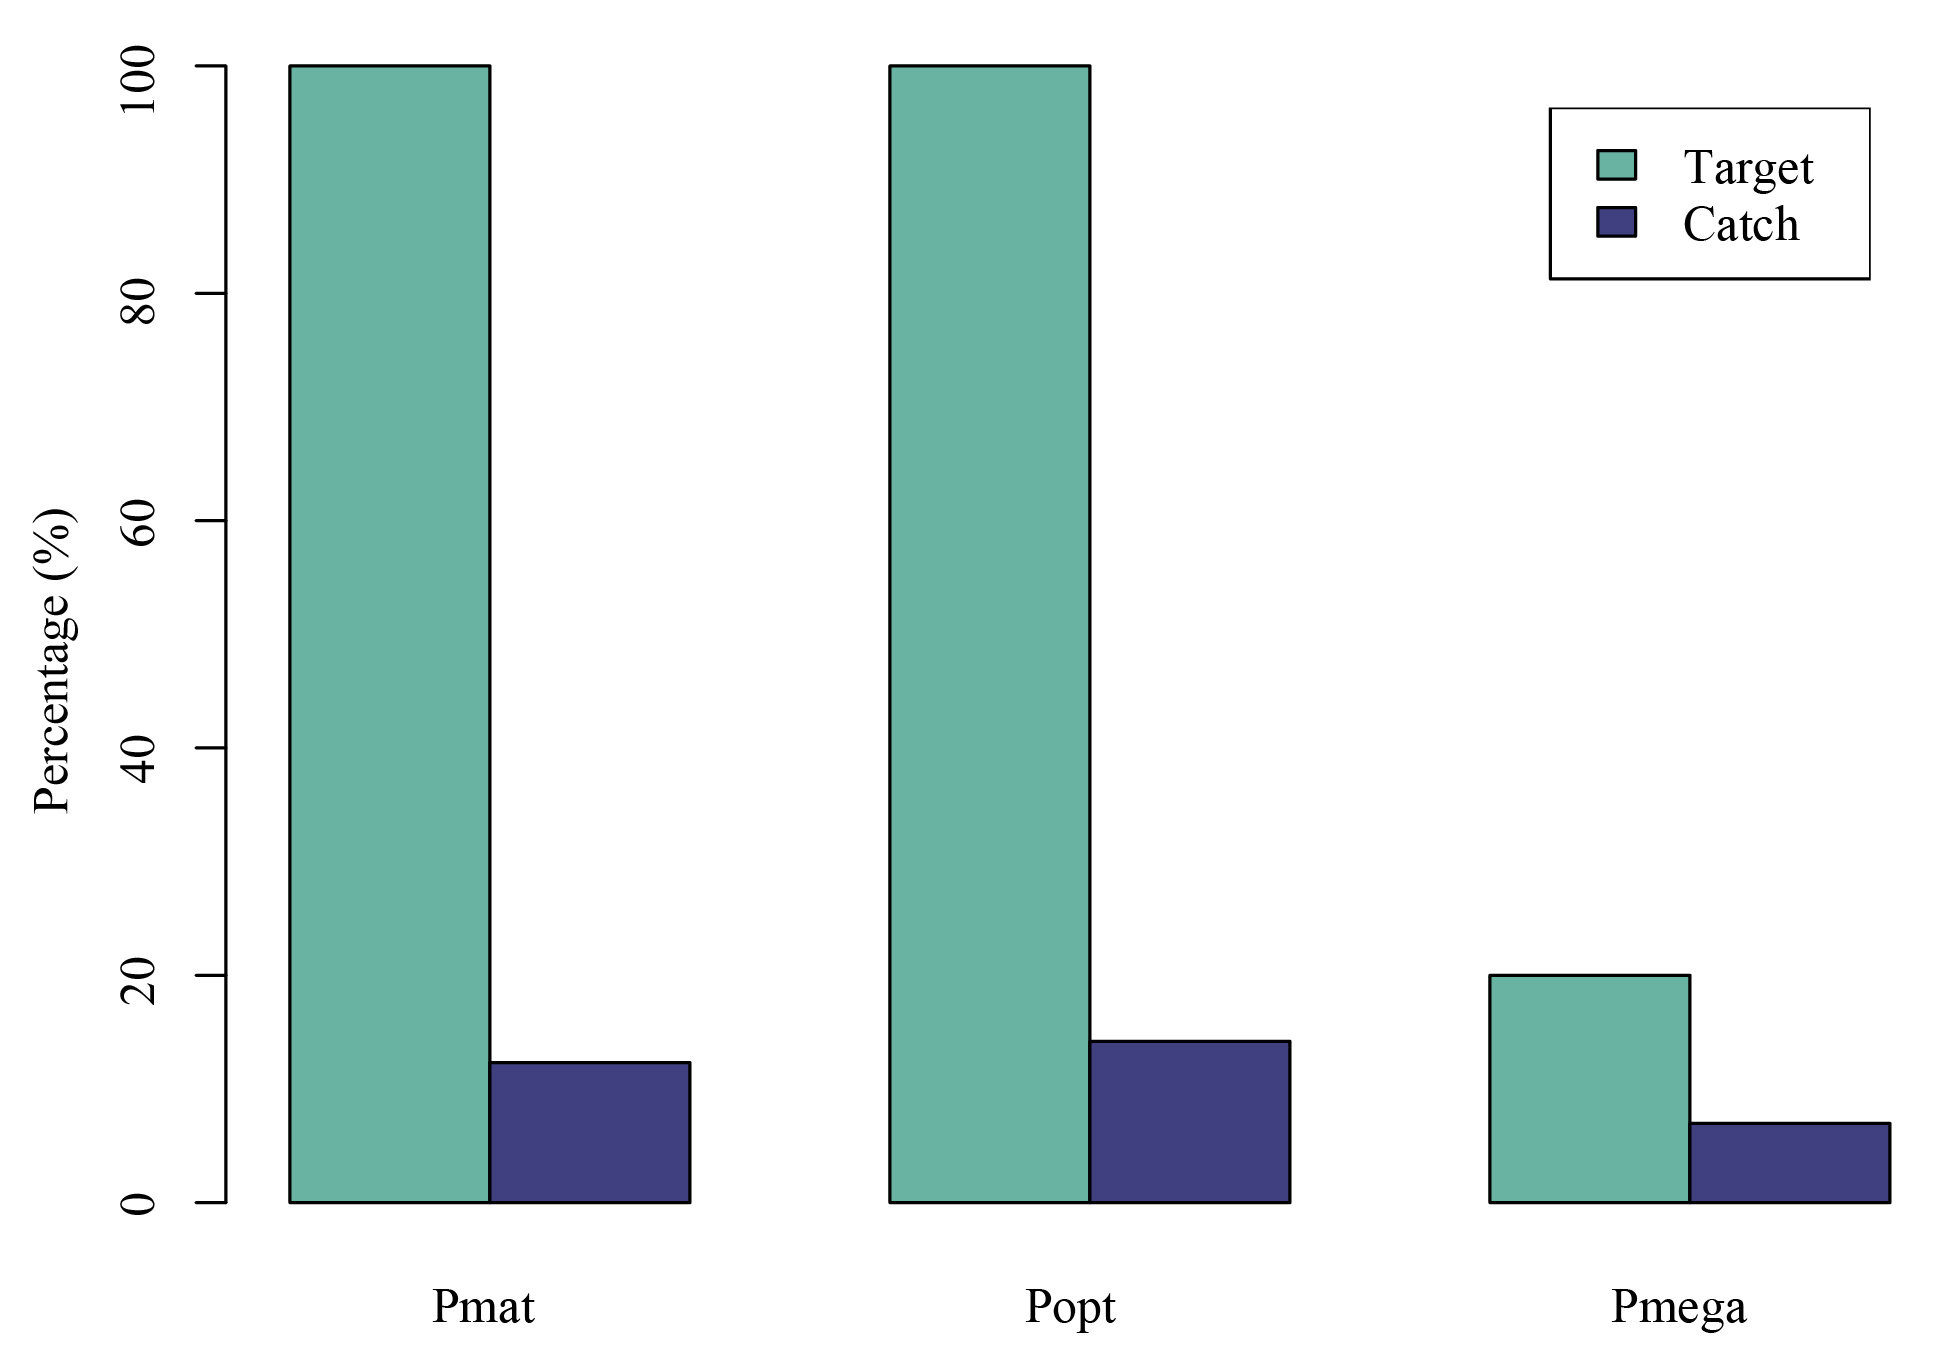 Percentage (%)
100
80
60
40
20
0
Target
Catch
Pmat
Popt
Pmega